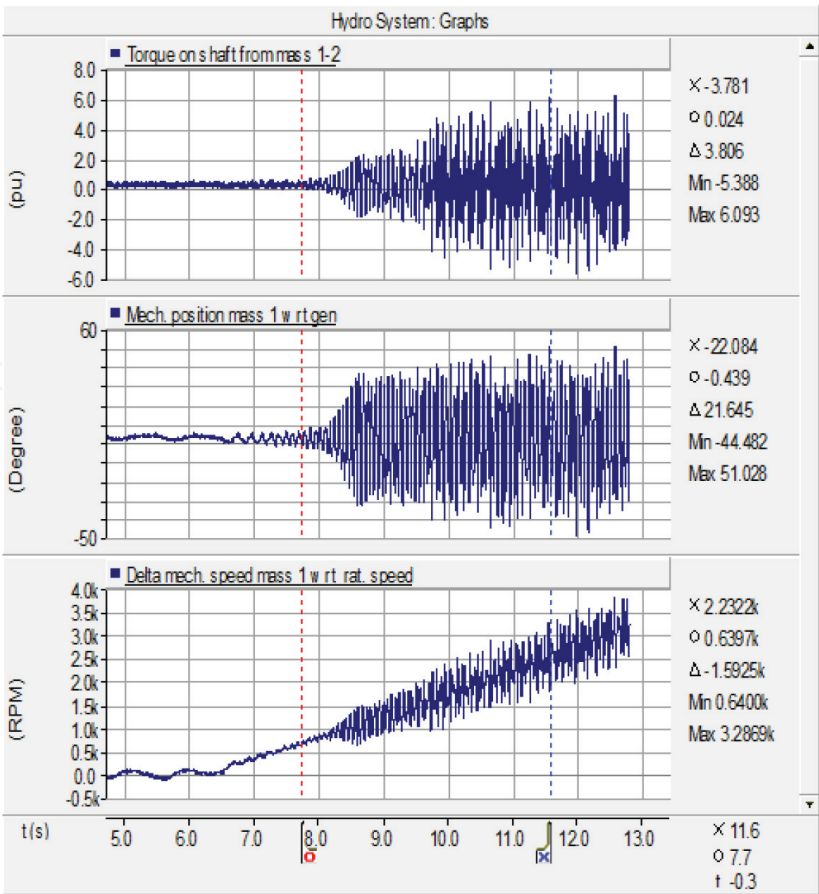 Hydro System: Graphs
Torque on shaft from mass 1-2
8.0
6.0
4.0
2.0
0.0
-2.0
-4.0
-6.0
(pu)
× -3.781
o 0.024
Δ 3.806
Min -5.388
Max 6.093
Mech. position mass 1 w rt gen
60
-50
(Degree)
× -22.084
o -0.439
Δ 21.645
Min -44.482
Max 51.028
Delta mech. speed mass 1 w rt rat. speed
4.0k
3.5k
3.0k
2.5k
2.0k
1.5k
1.0k
0.5k
0.0
-0.5k
(RPM)
× 2.2322k
o 0.6397k
Δ -1.5925k
Min 0.6400k
Max 3.2869k
t(s) 5.0 6.0 7.0 8.0 9.0 10.0 11.0 12.0 13.0
× 11.6
o 7.7
t -0.3